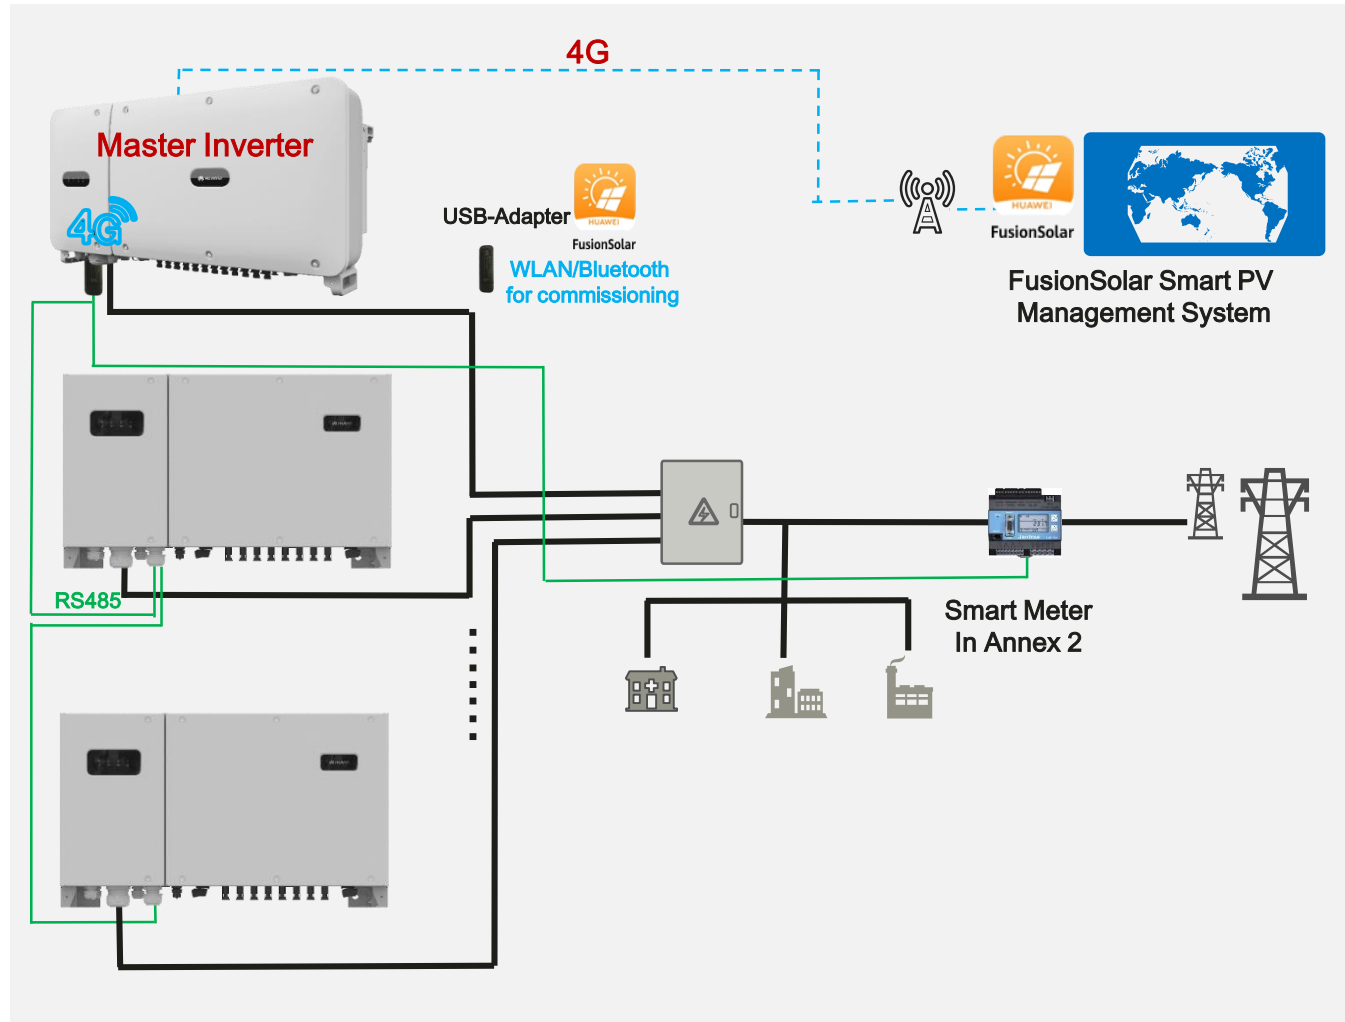 4G
Master Inverter
4G
USB-Adapter
HUAWEI
FusionSolar
WLAN/Bluetooth
for commissioning
HUAWEI
FusionSolar
FusionSolar Smart PV
Management System
RS485
Smart Meter
In Annex 2